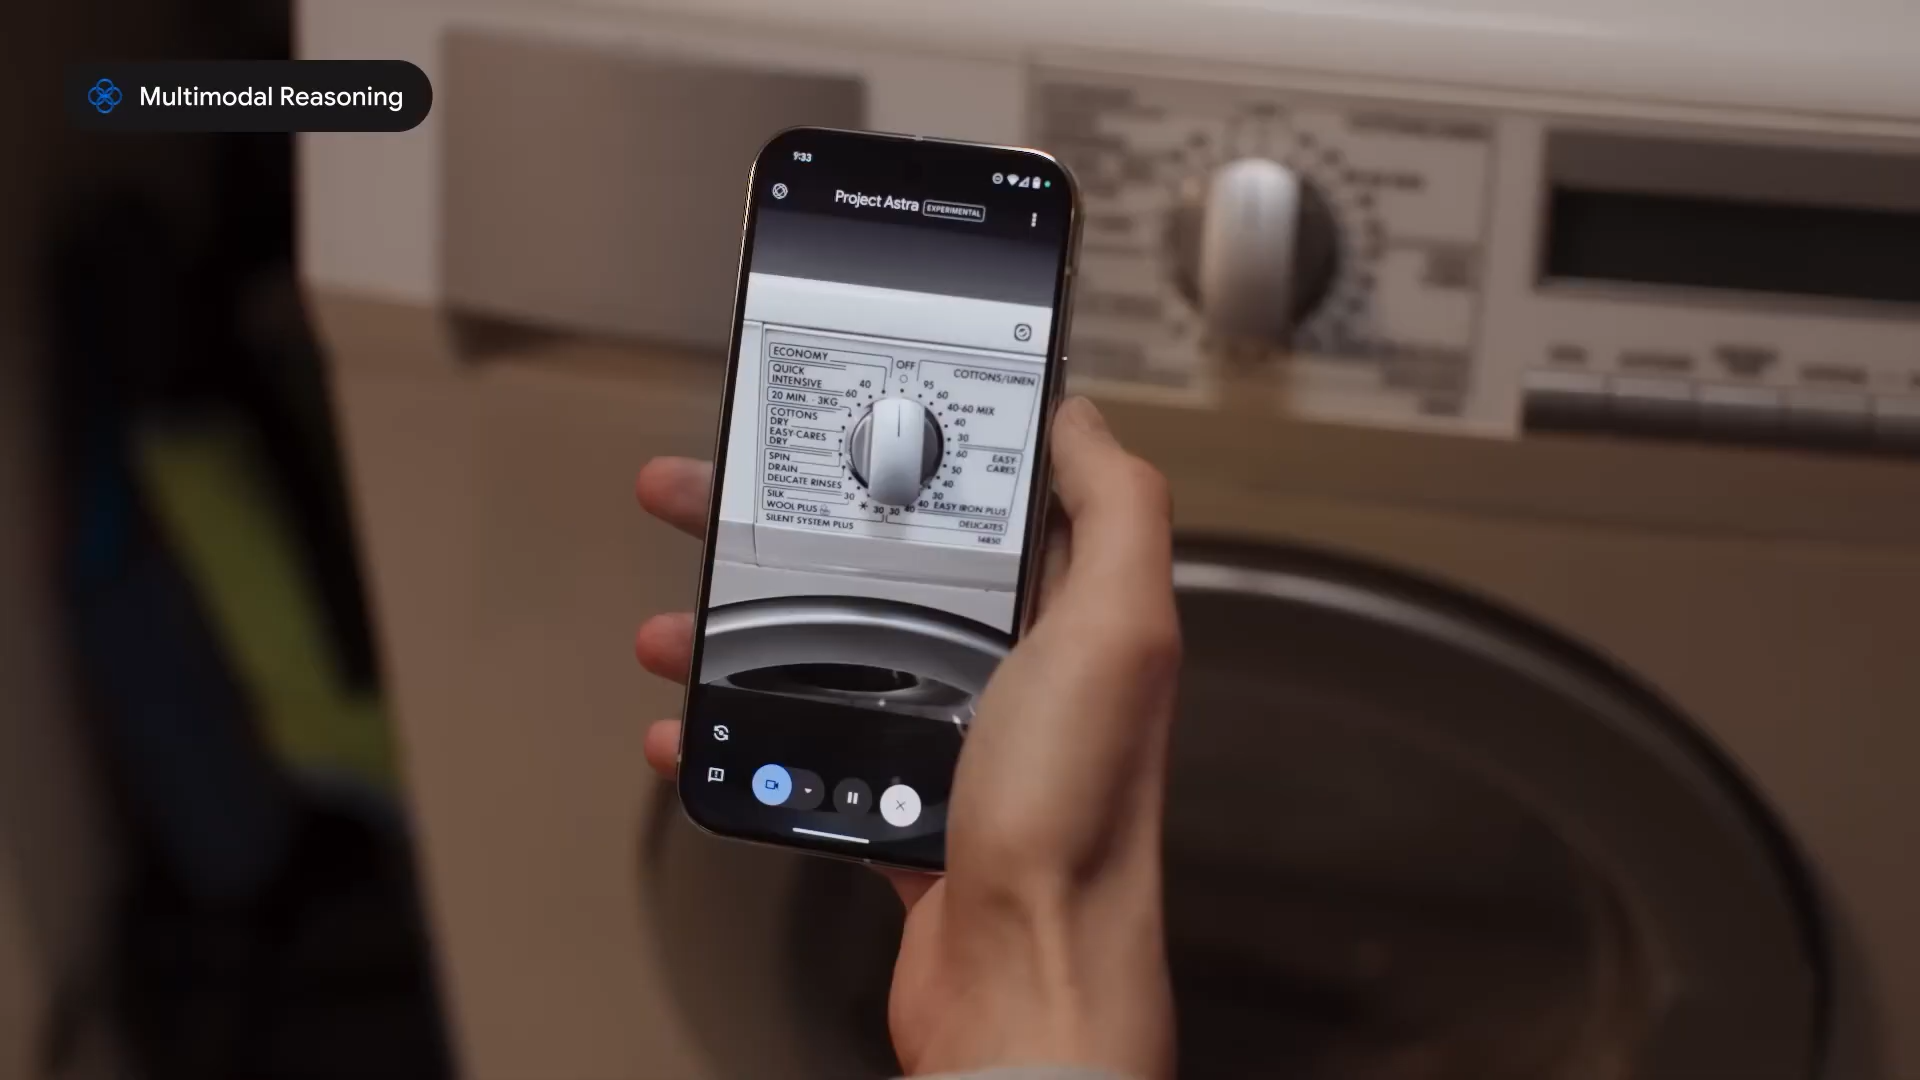 Multimodal Reasoning
9:33
Project Astra EXPERIMENTAL
ECONOMY
QUICK
INTENSIVE
20 MIN. - 3KG
COTTONS
DRY
EASY-CARES
DRY
SPIN
DRAIN
DELICATE RINSES
SILK
WOOL PLUS
SILENT SYSTEM PLUS
40
60
30
30
OFF
COTTONS/LINEN
95
60
40-60 MIX
40
30
60
EASY-
CARES
50
40
30
40 EASY IRON PLUS
40
30
DELICATES